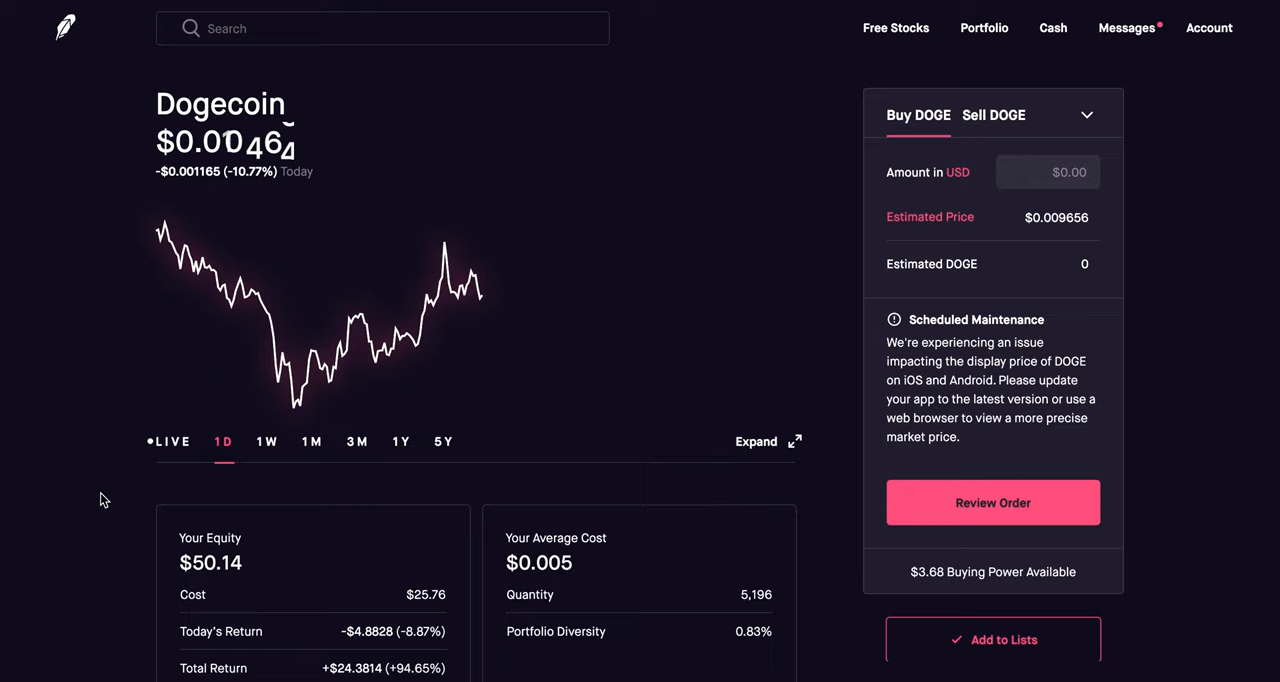 Search
Free Stocks
Portfolio
Cash
Messages
Account
Dogecoin
-$0.001165 (-10.77%) Today
LIVE
1D
1W
1M
3M
1Y
5Y
Expand
Your Equity
$50.14
Cost
$25.76
Today's Return
-$4.8828 (-8.87%)
Total Return
+$24.3814 (+94.65%)
Your Average Cost
$0.005
Quantity
5,196
Portfolio Diversity
0.83%
Buy DOGE
Sell DOGE
Amount in USD
$0.00
Estimated Price
$0.009656
Estimated DOGE
0
Scheduled Maintenance
We're experiencing an issue
impacting the display price of DOGE
on iOS and Android. Please update
your app to the latest version or use a
web browser to view a more precise
market price.
Review Order
$3.68 Buying Power Available
Add to Lists